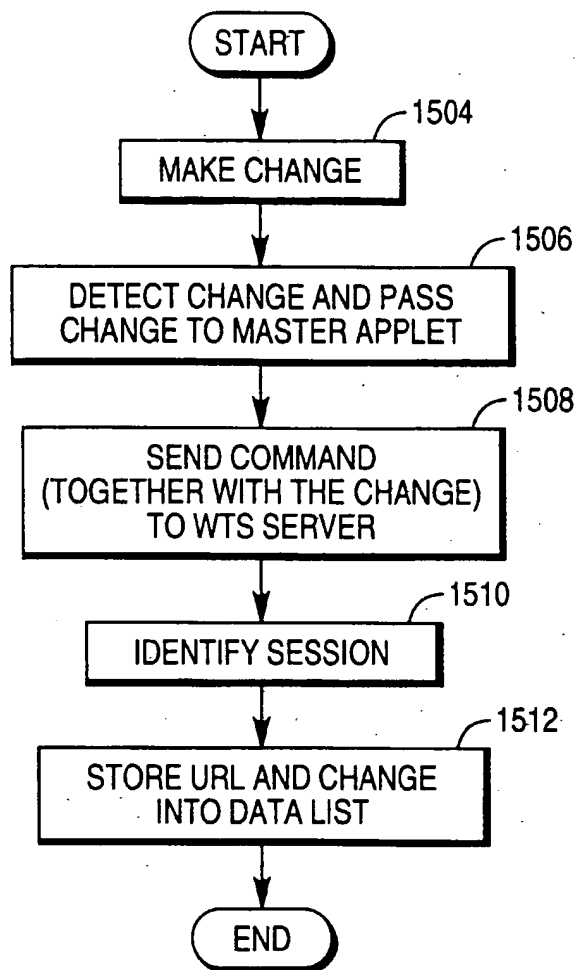 START
1504
MAKE CHANGE
1506
DETECT CHANGE AND PASS
CHANGE TO MASTER APPLET
1508
SEND COMMAND
(TOGETHER WITH THE CHANGE)
TO WTS SERVER
1510
IDENTIFY SESSION
1512
STORE URL AND CHANGE
INTO DATA LIST
END